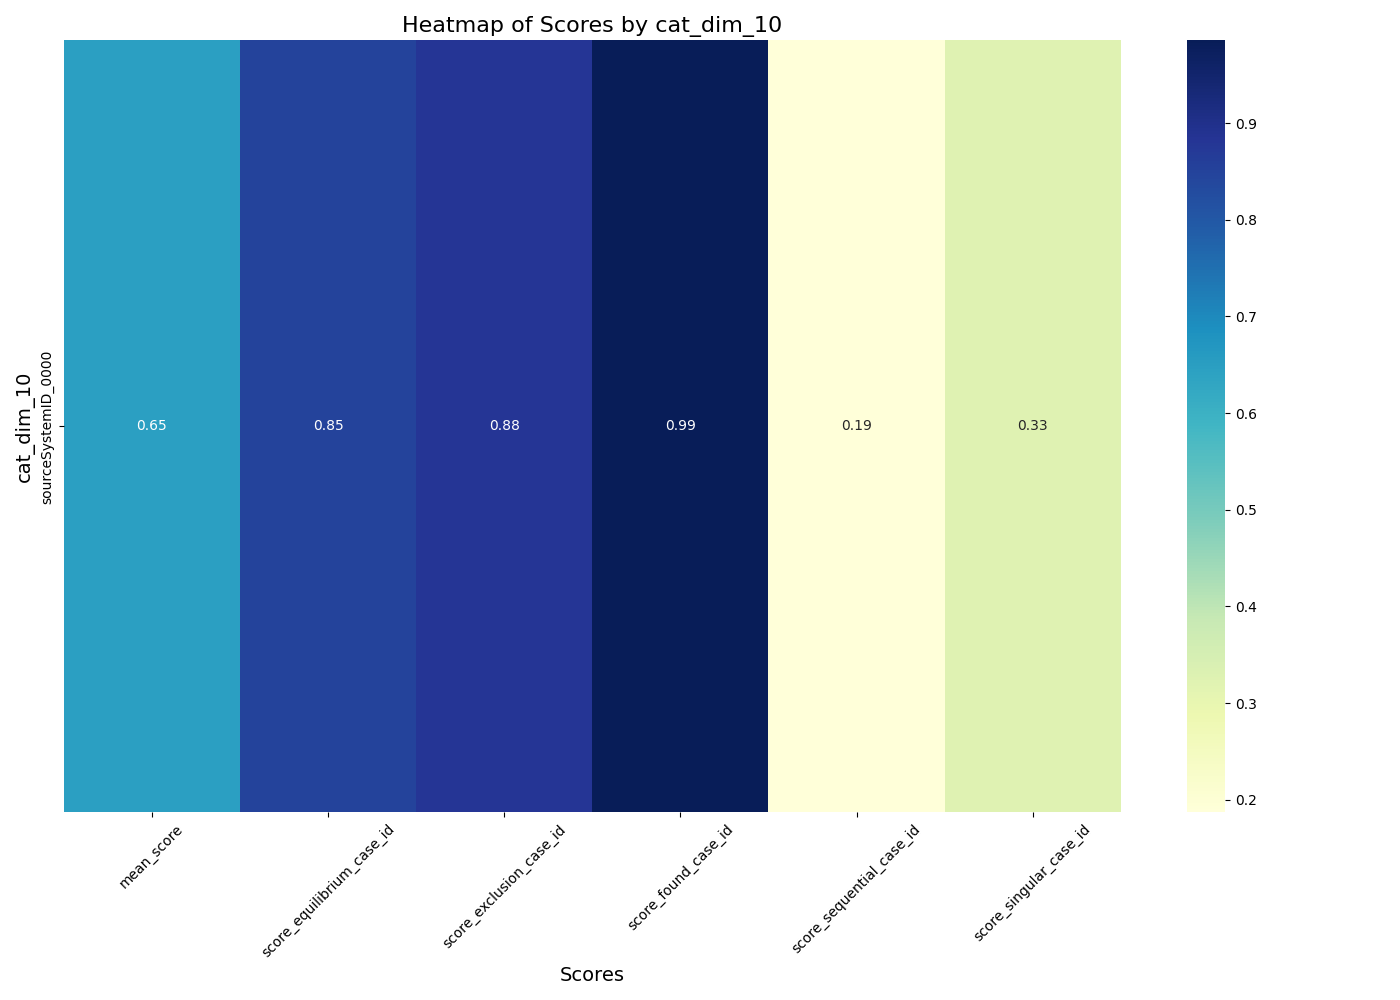 Heatmap of Scores by cat_dim_10
cat_dim_10
sourceSystemID_0000
0.65
0.85
0.88
0.99
0.19
0.33
mean_score
score_equilibrium_case_id
score_exclusion_case_id
score_found_case_id
score_sequential_case_id
score_singular_case_id
Scores
0.9
0.8
0.7
0.6
0.5
0.4
0.3
0.2